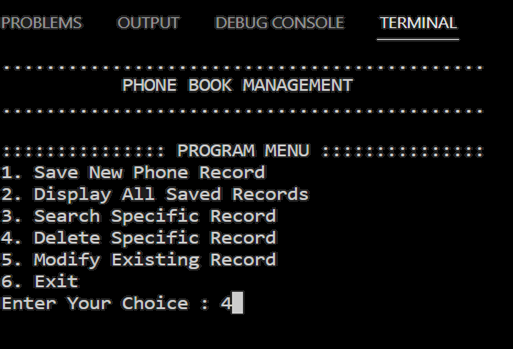 PROBLEMS OUTPUT DEBUG CONSOLE TERMINAL
............................................
PHONE BOOK MANAGEMENT
............................................
::::::::::::::: PROGRAM MENU :::::::::::::::
1. Save New Phone Record
2. Display All Saved Records
3. Search Specific Record
4. Delete Specific Record
5. Modify Existing Record
6. Exit
Enter Your Choice : 4